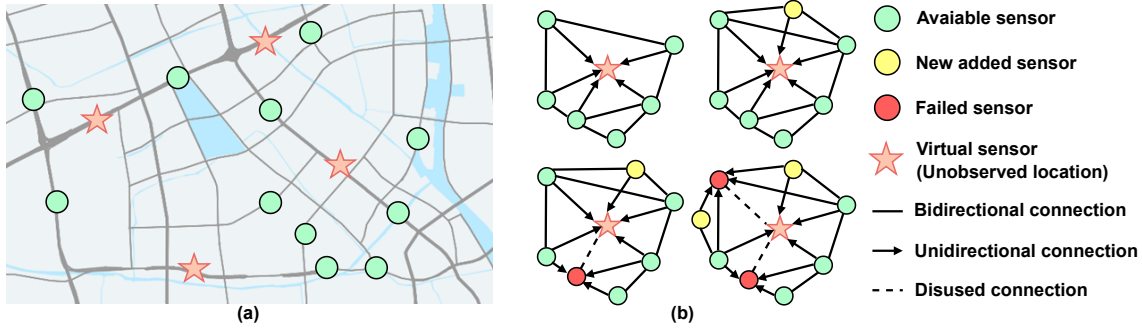 Avaiable sensor
New added sensor
Failed sensor
Virtual sensor
(Unobserved location)
Bidirectional connection
Unidirectional connection
Disused connection
(a)
(b)